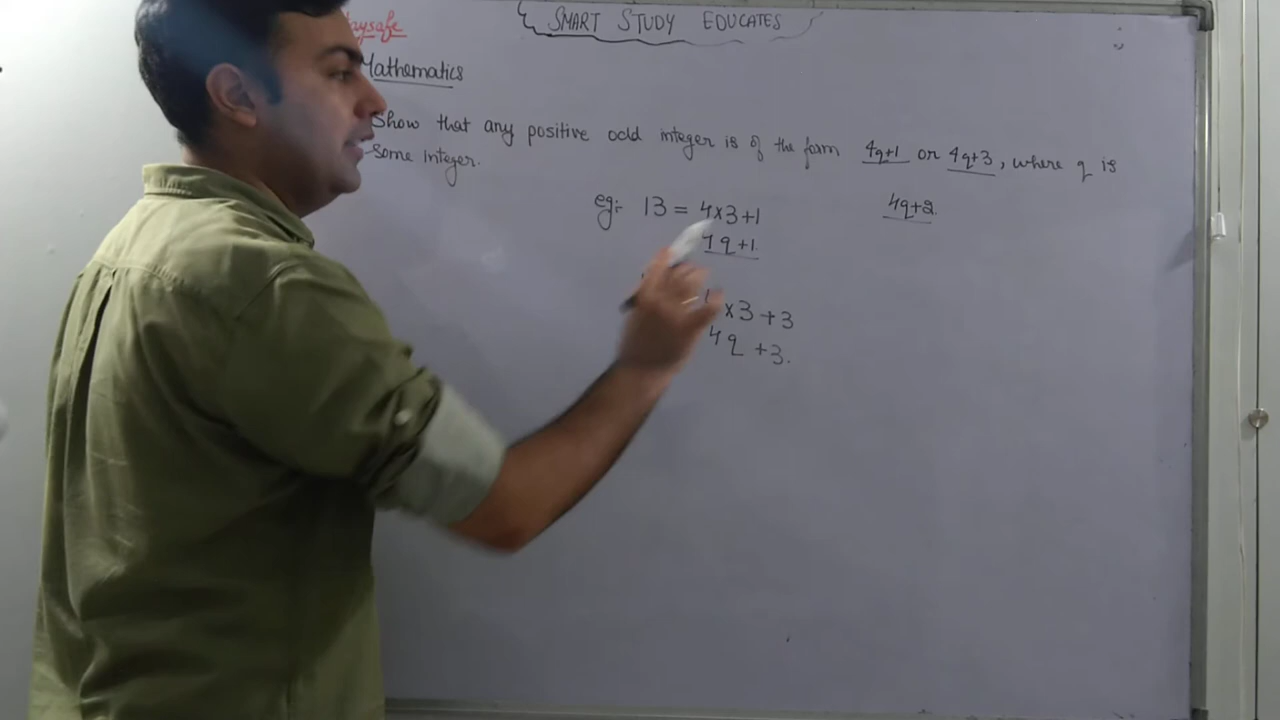 SMART STUDY EDUCATES
Mathematics
Show that any positive odd integer is of the form 4q+1 or 4q+3, where q is
some integer.
eg:- 13 = 4x3+1
4q+2.
4q +1.
x3 +3
4q +3.